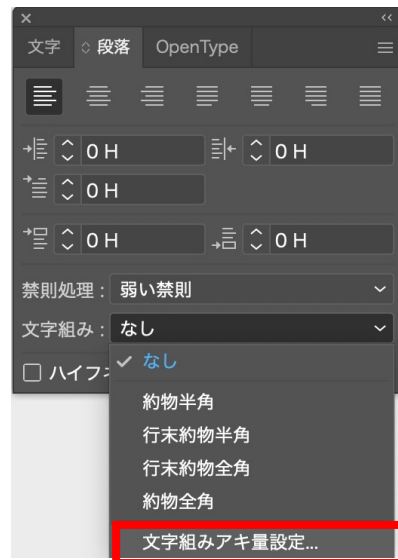 文字 段落 OpenType
0 H 0 H
0 H
0 H 0 H
禁則処理： 弱い禁則
文字組み： なし
なし
ハイフ
約物半角
行末約物半角
行末約物全角
約物全角
文字組みアキ量設定...